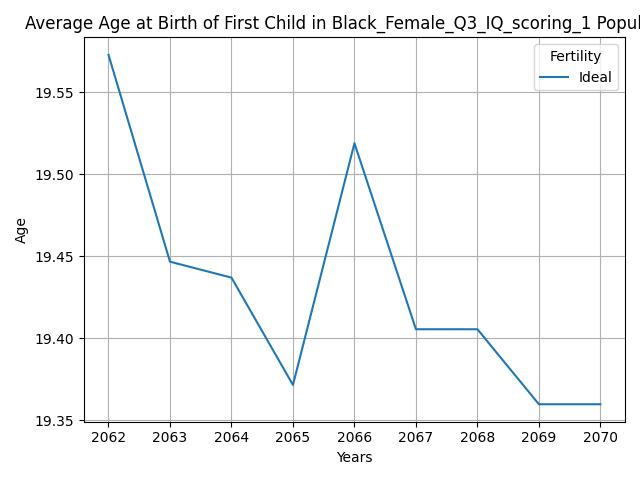 Average Age at Birth of First Child in Black_Female_Q3_IQ_scoring_1 Popul
Fertility
Ideal
19.55
19.50
19.45
19.40
19.35
Age
2062 2063 2064 2065 2066 2067 2068 2069 2070
Years